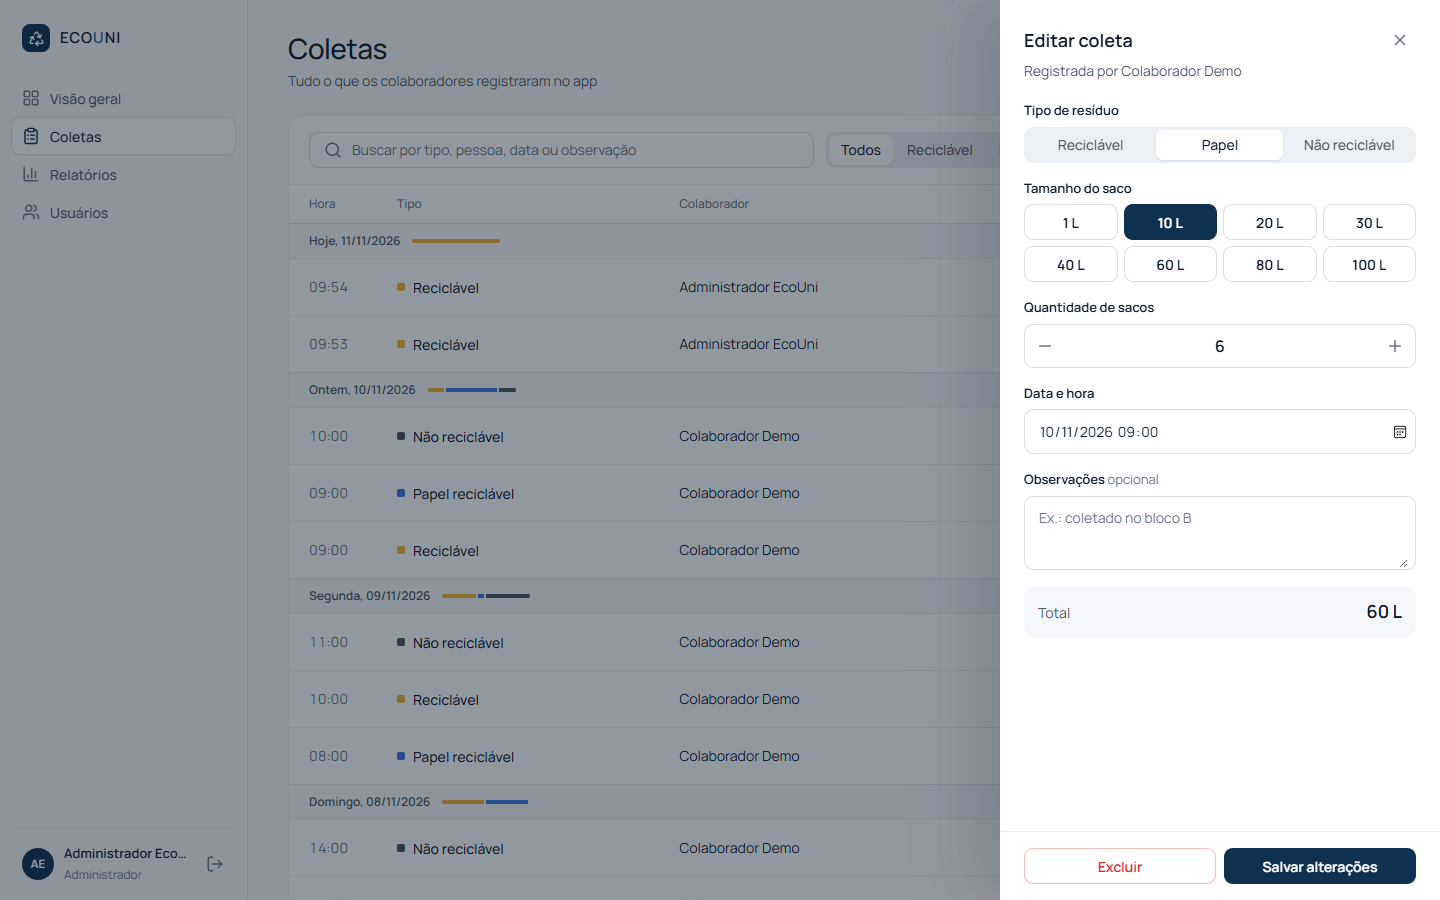 ECOUNI
Visão geral
Coletas
Relatórios
Usuários
AE
Administrador Eco...
Administrador
Coletas
Tudo o que os colaboradores registraram no app
Buscar por tipo, pessoa, data ou observação
Todos
Reciclável
Hora Tipo Colaborador
Hoje, 11/11/2026
09:54 Reciclável Administrador EcoUni
09:53 Reciclável Administrador EcoUni
Ontem, 10/11/2026
10:00 Não reciclável Colaborador Demo
09:00 Papel reciclável Colaborador Demo
09:00 Reciclável Colaborador Demo
Segunda, 09/11/2026
11:00 Não reciclável Colaborador Demo
10:00 Reciclável Colaborador Demo
08:00 Papel reciclável Colaborador Demo
Domingo, 08/11/2026
14:00 Não reciclável Colaborador Demo
Editar coleta
Registrada por Colaborador Demo
Tipo de resíduo
Reciclável Papel Não reciclável
Tamanho do saco
1 L 10 L 20 L 30 L
40 L 60 L 80 L 100 L
Quantidade de sacos
6
Data e hora
10/11/2026 09:00
Observações opcional
Ex.: coletado no bloco B
Total 60 L
Excluir Salvar alterações